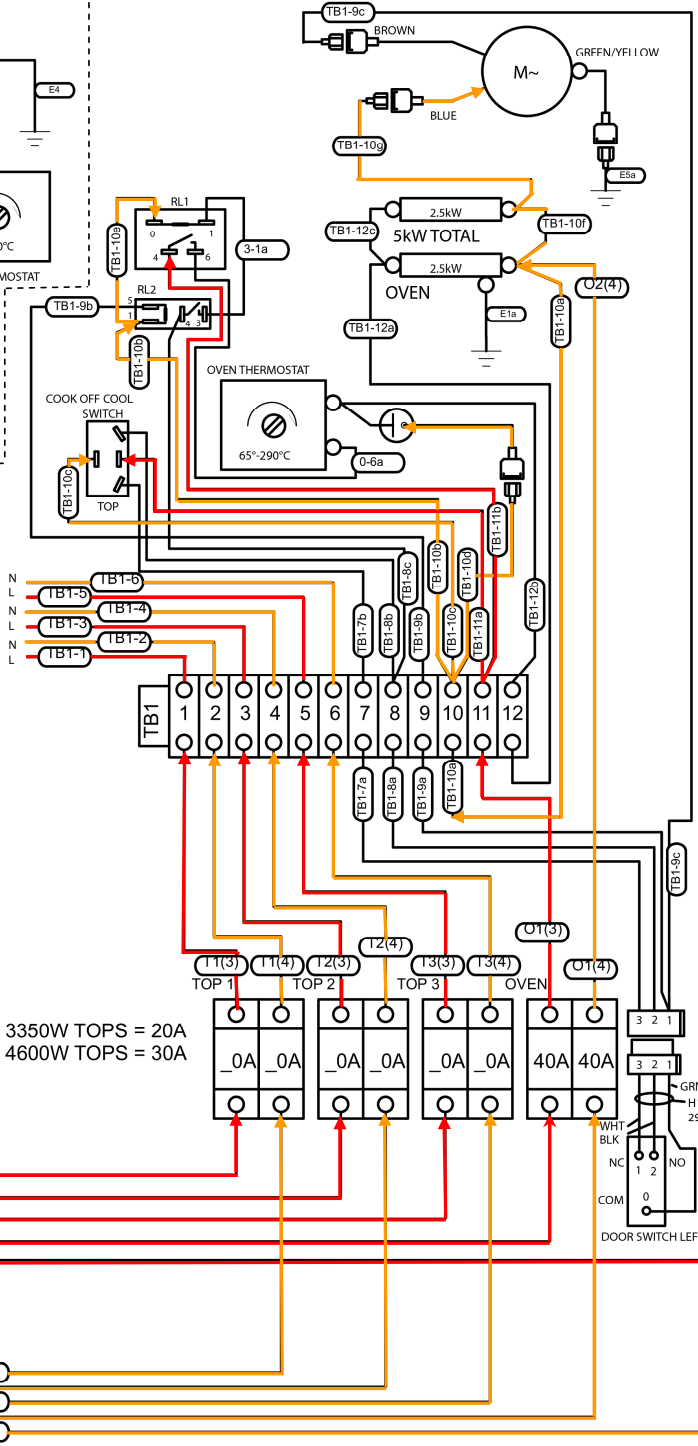 TB1-9c
BROWN
GREEN/YELLOW
M~
E4
BLUE
TB1-10g
E5a
RL1
2.5kW
0 1
TB1-10e
TB1-12c
5kW TOTAL
TB1-10f
3-1a
4 6
0°C
2.5kW
MOSTAT
RL2
OVEN
O2(4)
5
TB1-9b
1
4 3
E1a
TB1-10a
TB1-12a
TB1-10b
OVEN THERMOSTAT
COOK OFF COOL
SWITCH
65°-290°C
0-6a
TB1-10c
TOP
TB1-11b
TB1-10b
TB1-10d
TB1-8c
N TB1-6
L TB1-5
N TB1-4
L TB1-3
N TB1-2
L TB1-1
TB1-7b
TB1-8b
TB1-9b
TB1-10c
TB1-11a
TB1-12b
TB1
1 2 3 4 5 6 7 8 9 10 11 12
TB1-7a
TB1-8a
TB1-9a
TB1-10a
TB1-9c
O1(3)
T2(4)
T1(3) T1(4) T2(3) T3(3) T3(4) O1(4)
TOP 1 TOP 2 TOP 3 OVEN
3 2 1
3350W TOPS = 20A
4600W TOPS = 30A
_0A _0A _0A _0A _0A _0A 40A 40A
3 2 1
GRN
H
29
WHT
BLK
NC 1 2 NO
COM 0
DOOR SWITCH LEF